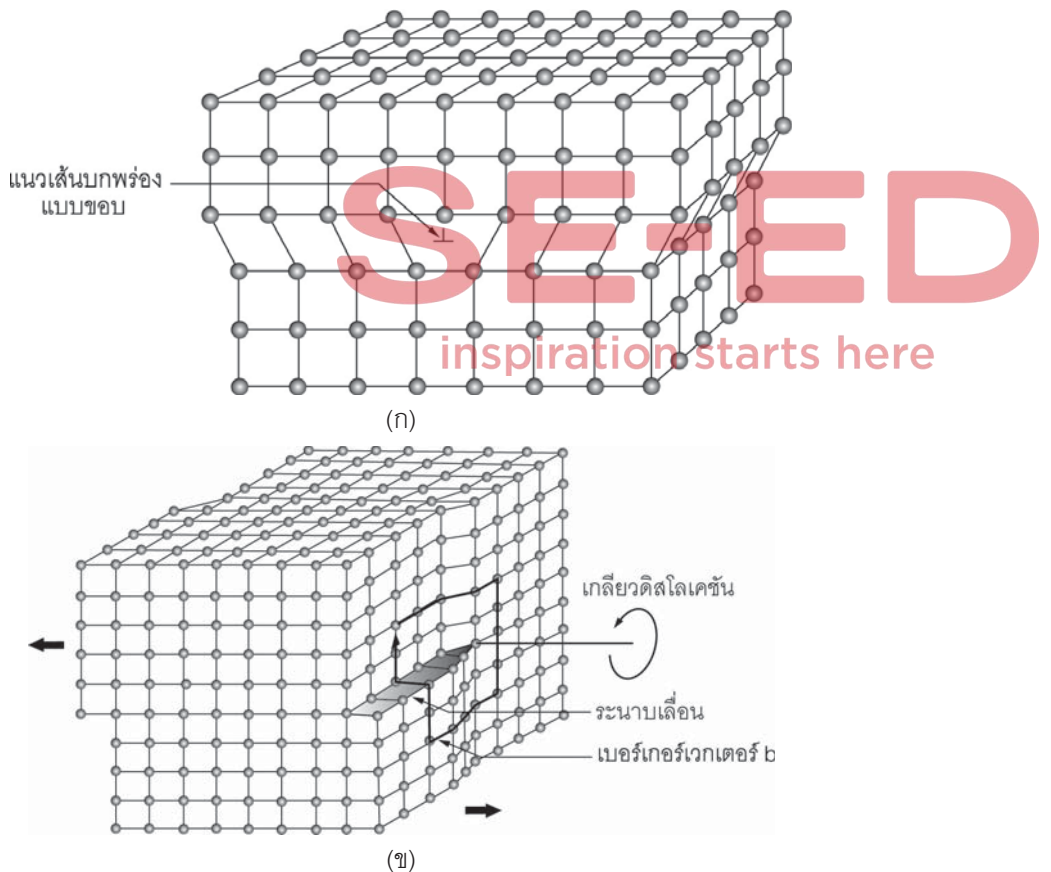 แนวเส้นบกพร่อง
แบบขอบ
SE-ED
inspiration starts here
(ก)
เกลียวดิสโลเคชัน
ระนาบเลื่อน
เบอร์เกอร์เวกเตอร์ b
(ข)